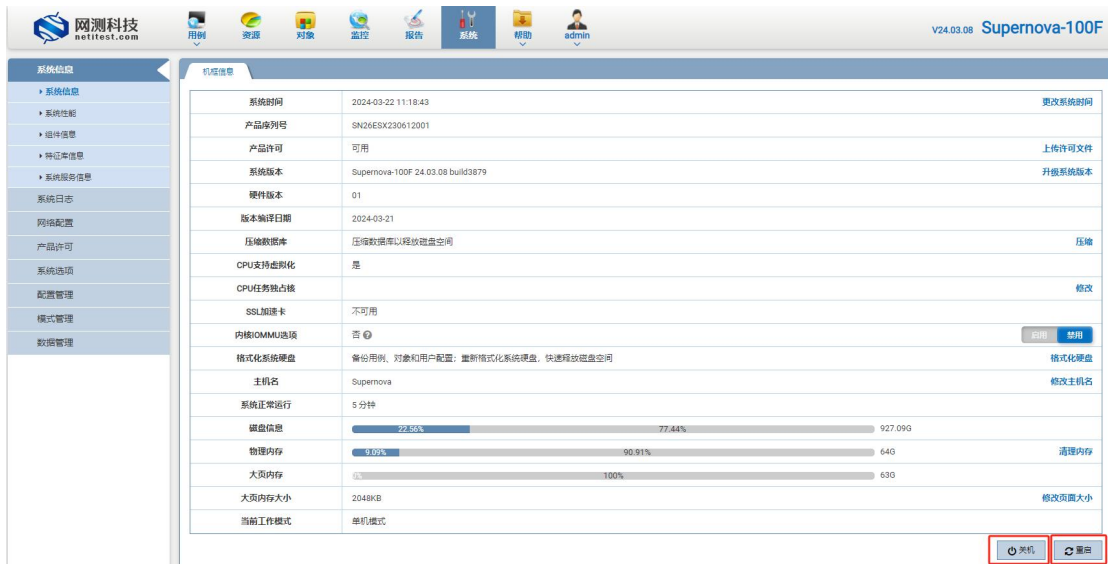 网测科技
netitest.com
用例 资源 对象 监控 报告 系统 帮助 admin
V24.03.08 Supernova-100F
系统信息
系统信息
系统性能
组件信息
特征库信息
系统服务信息
系统日志
网络配置
产品许可
系统选项
配置管理
模式管理
数据管理
机框信息
系统时间 2024-03-22 11:18:43 更改系统时间
产品序列号 SN26ESX230612001
产品许可 可用 上传许可文件
系统版本 Supernova-100F 24.03.08 build3879 升级系统版本
硬件版本 01
版本编译日期 2024-03-21
压缩数据库 压缩数据库以释放磁盘空间 压缩
CPU支持虚拟化 是
CPU任务独占核 修改
SSL加速卡 不可用
内核IOMMU选项 否 启用 禁用
格式化系统硬盘 备份用例、对象和用户配置；重新格式化系统硬盘，快速释放磁盘空间 格式化硬盘
主机名 Supernova 修改主机名
系统正常运行 5 分钟
磁盘信息 22.56% 77.44% 927.09G
物理内存 9.09% 90.91% 64G 清理内存
大页内存 0% 100% 63G
大页内存大小 2048KB 修改页面大小
当前工作模式 单机模式
关机 重启